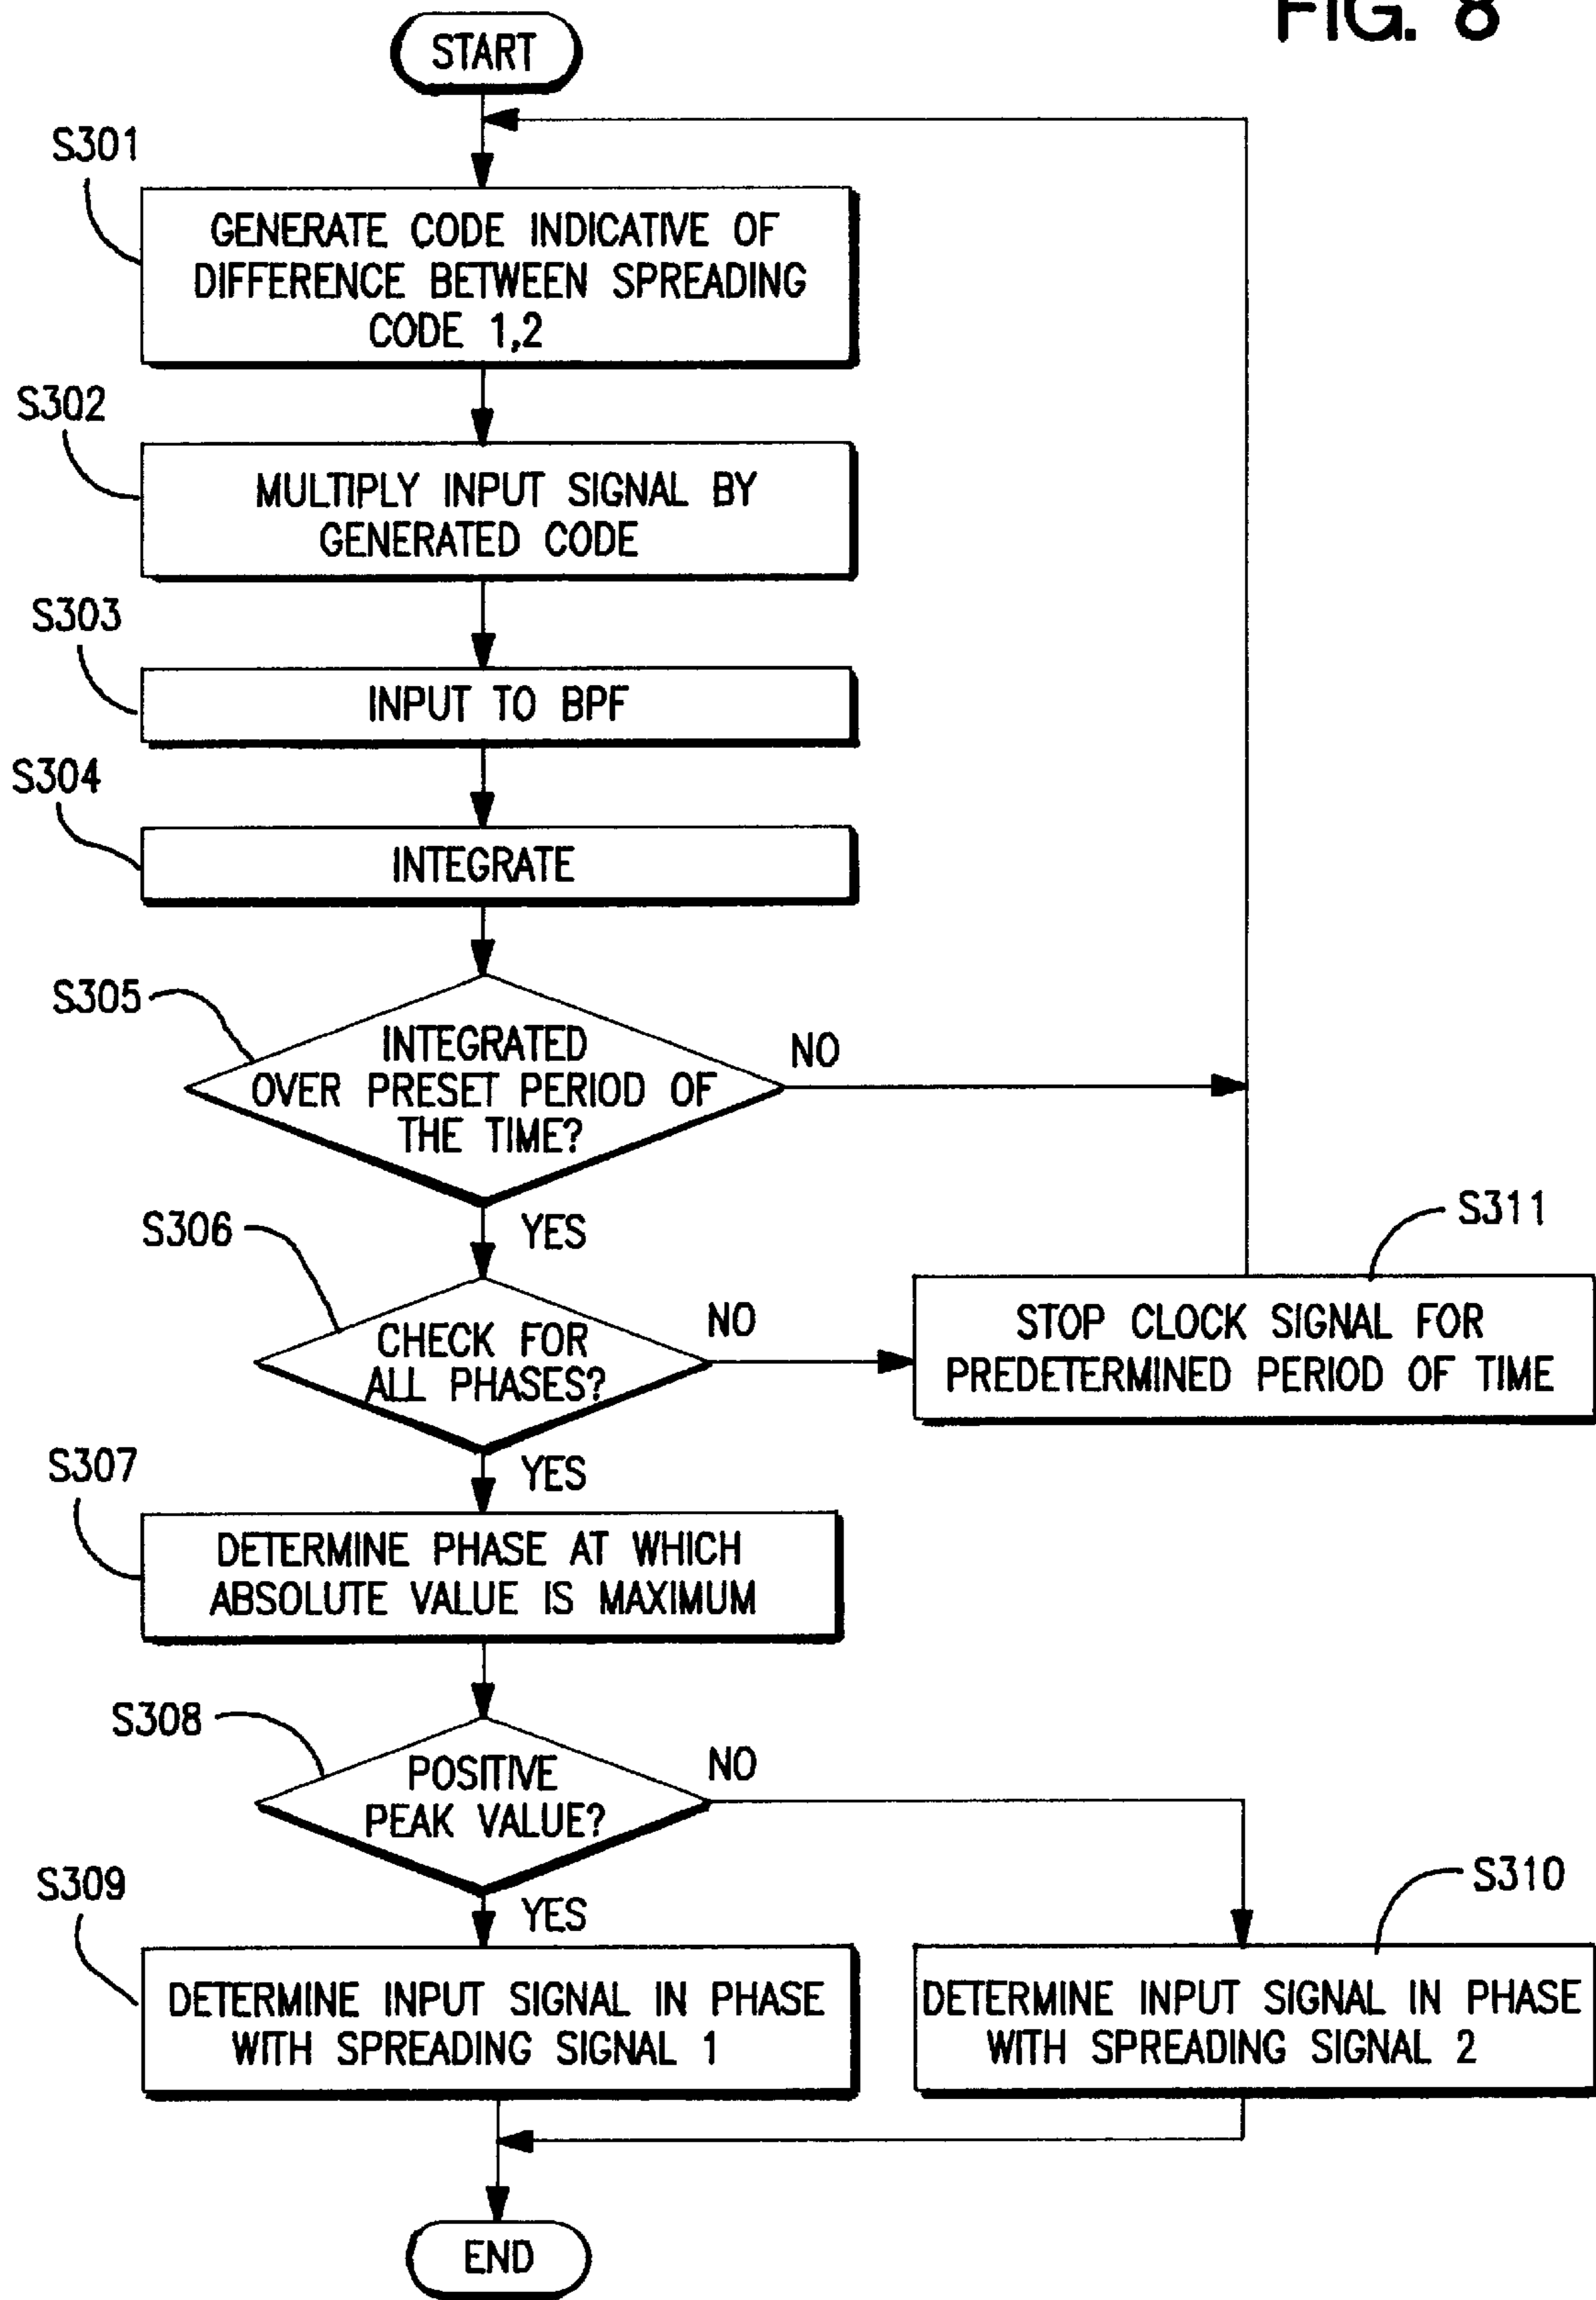 FIG. 8
START
S301
GENERATE CODE INDICATIVE OF
DIFFERENCE BETWEEN SPREADING
CODE 1,2
S302
MULTIPLY INPUT SIGNAL BY
GENERATED CODE
S303
INPUT TO BPF
S304
INTEGRATE
S305
INTEGRATED
OVER PRESET PERIOD OF
THE TIME?
NO
YES
S306
CHECK FOR
ALL PHASES?
NO
S311
STOP CLOCK SIGNAL FOR
PREDETERMINED PERIOD OF TIME
YES
S307
DETERMINE PHASE AT WHICH
ABSOLUTE VALUE IS MAXIMUM
S308
POSITIVE
PEAK VALUE?
NO
YES
S309
DETERMINE INPUT SIGNAL IN PHASE
WITH SPREADING SIGNAL 1
S310
DETERMINE INPUT SIGNAL IN PHASE
WITH SPREADING SIGNAL 2
END